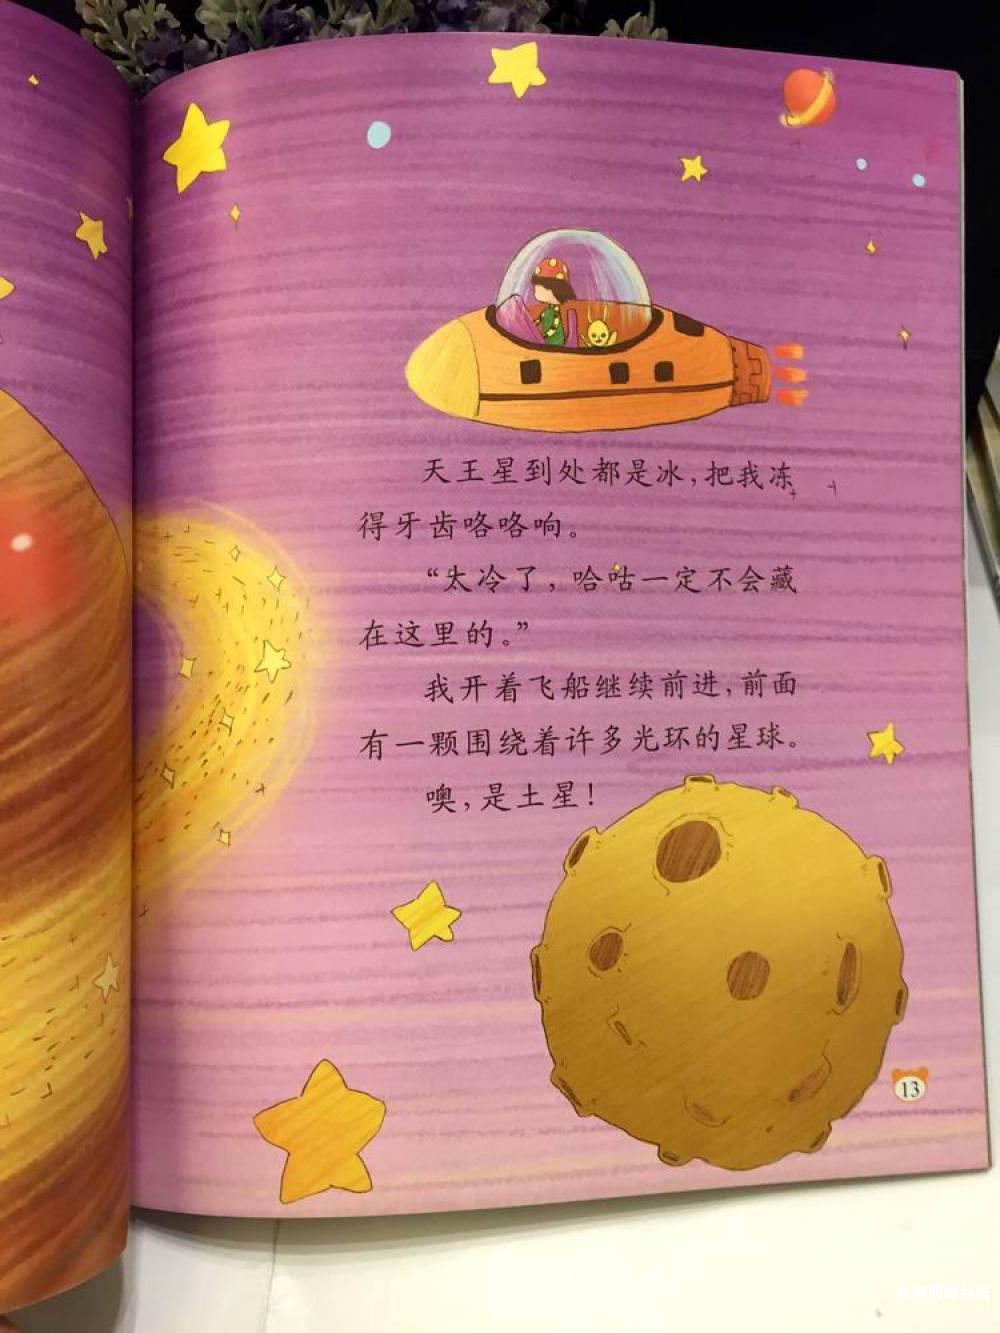 天王星到处都是冰，把我冻
得牙齿咯咯响。
“太冷了，哈咕一定不会藏
在这里的。”
我开着飞船继续前进，前面
有一颗围绕着许多光环的星球。
噢，是土星！
13